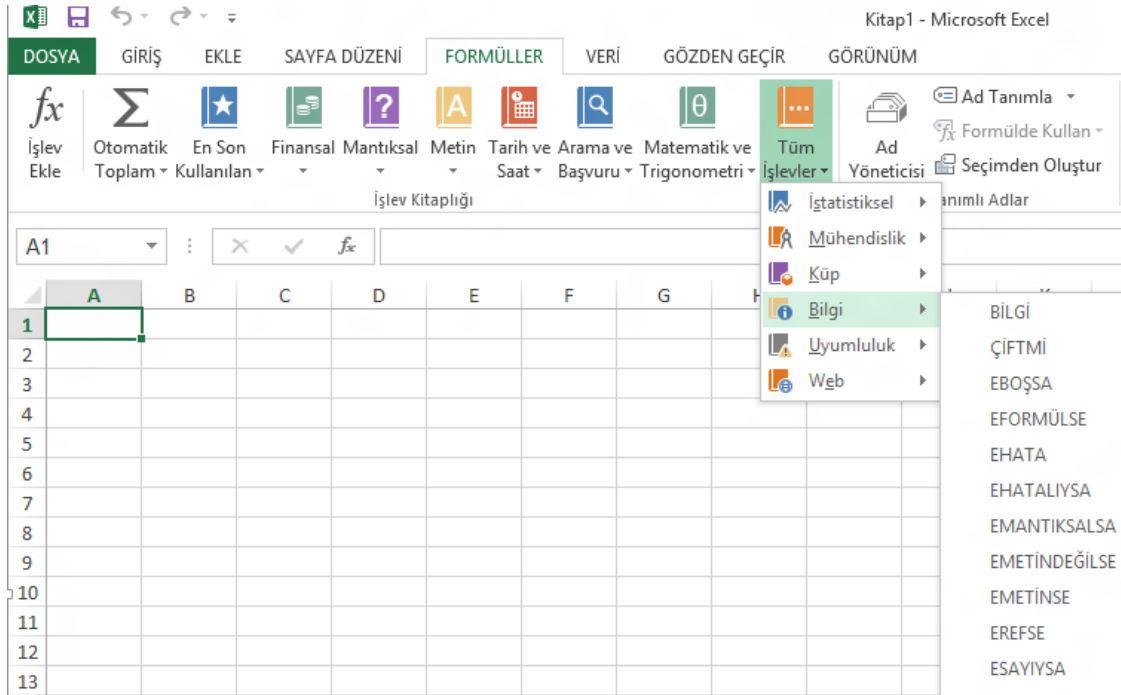 Kitap1 - Microsoft Excel
DOSYA GİRİŞ EKLE SAYFA DÜZENİ FORMÜLLER VERİ GÖZDEN GEÇİR GÖRÜNÜM
fx
İşlev Ekle
Otomatik Toplam
En Son Kullanılan
Finansal
Mantıksal
Metin
Tarih ve Saat
Arama ve Başvuru
Matematik ve Trigonometri
Tüm İşlevler
Ad Yöneticisi
Ad Tanımla
Formülde Kullan
Seçimden Oluştur
İşlev Kitaplığı
anımlı Adlar
A1
fx
İstatistiksel
Mühendislik
Küp
Bilgi
Uyumluluk
Web
BİLGİ
ÇİFTMİ
EBOŞSA
EFORMÜLSE
EHATA
EHATALIYSA
EMANTIKSALSA
EMETİNDEĞİLSE
EMETİNSE
EREFSE
ESAYIYSA
A B C D E F G H
1
2
3
4
5
6
7
8
9
10
11
12
13